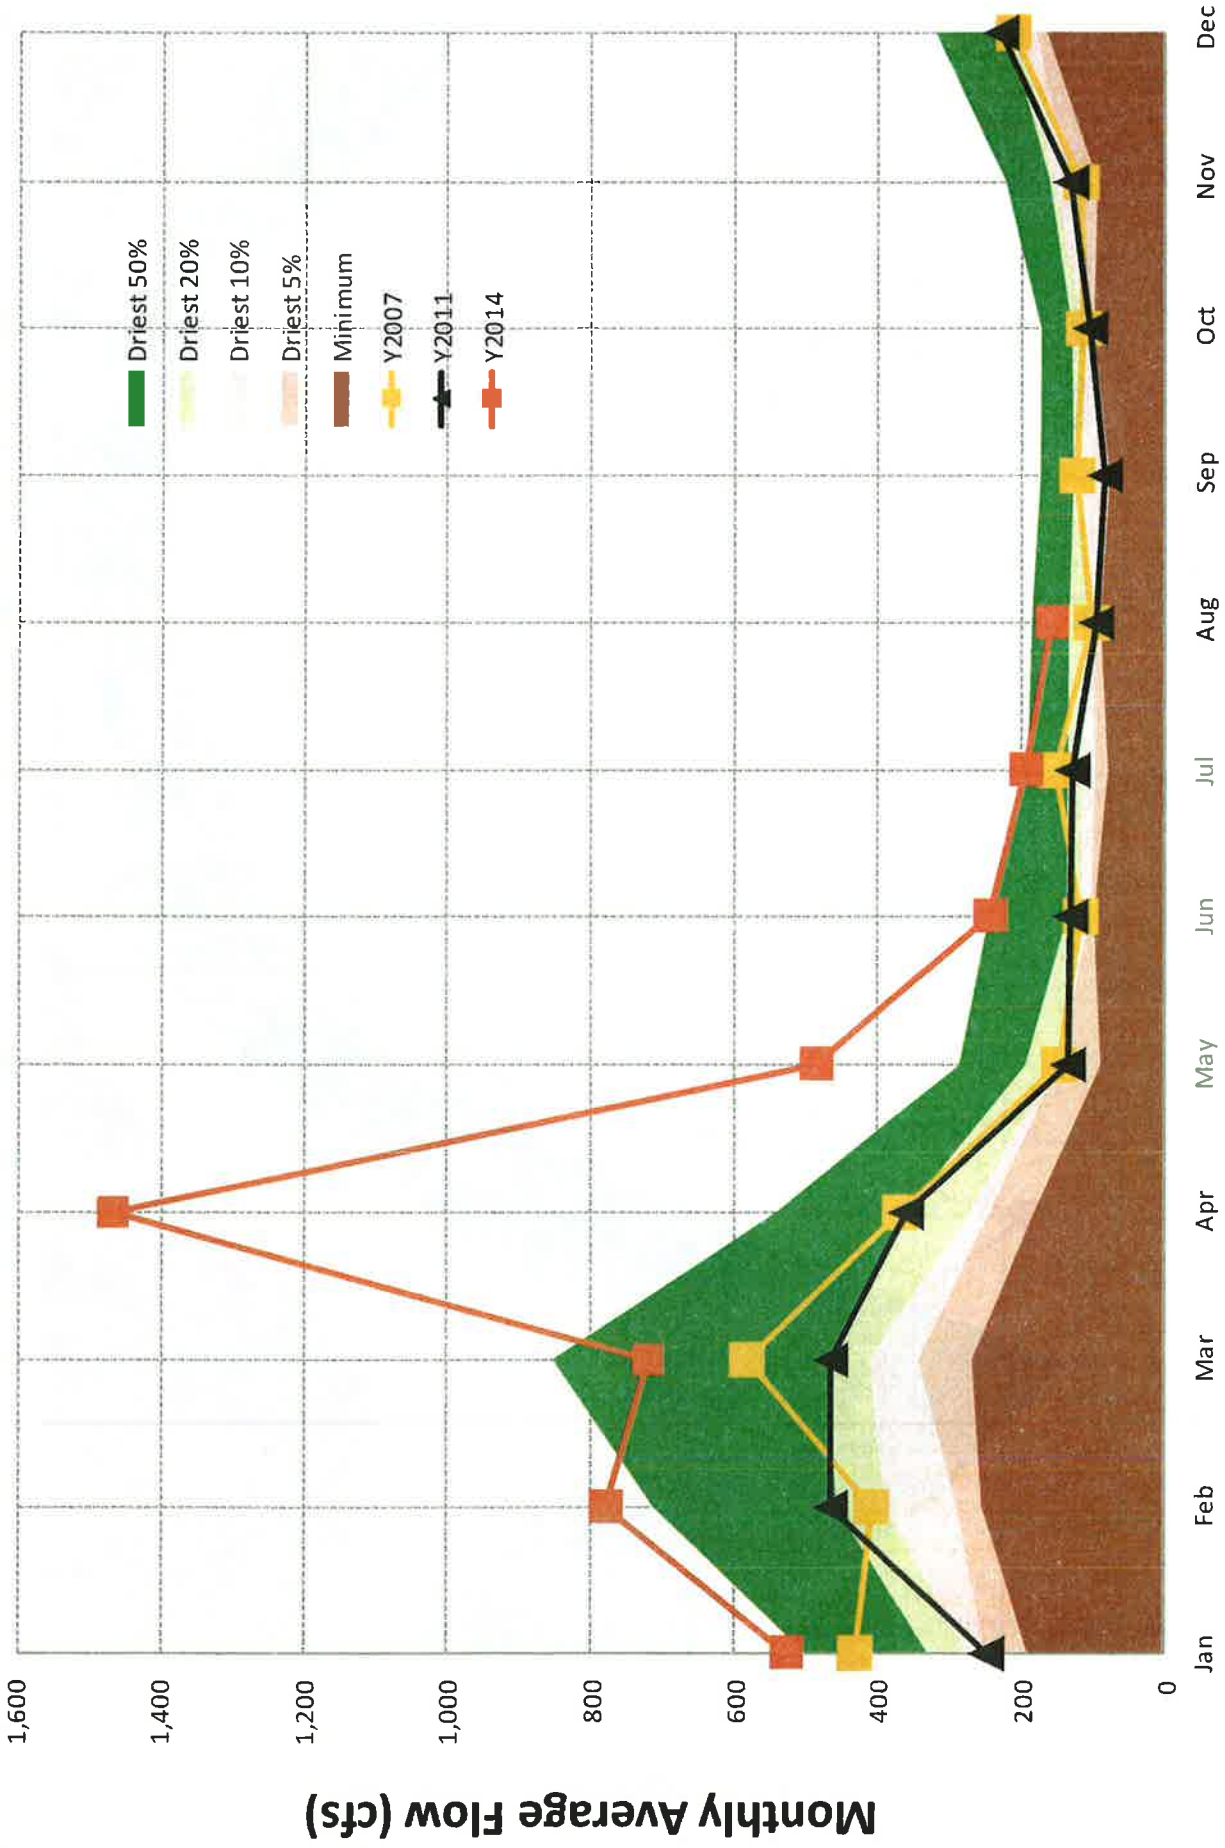 Monthly Average Flow (cfs)
1,600
1,400
1,200
1,000
800
600
400
200
0
Jan
Feb
Mar
Apr
May
Jun
Jul
Aug
Sep
Oct
Nov
Dec
Driest 50%
Driest 20%
Driest 10%
Driest 5%
Minimum
Y2007
Y2011
Y2014